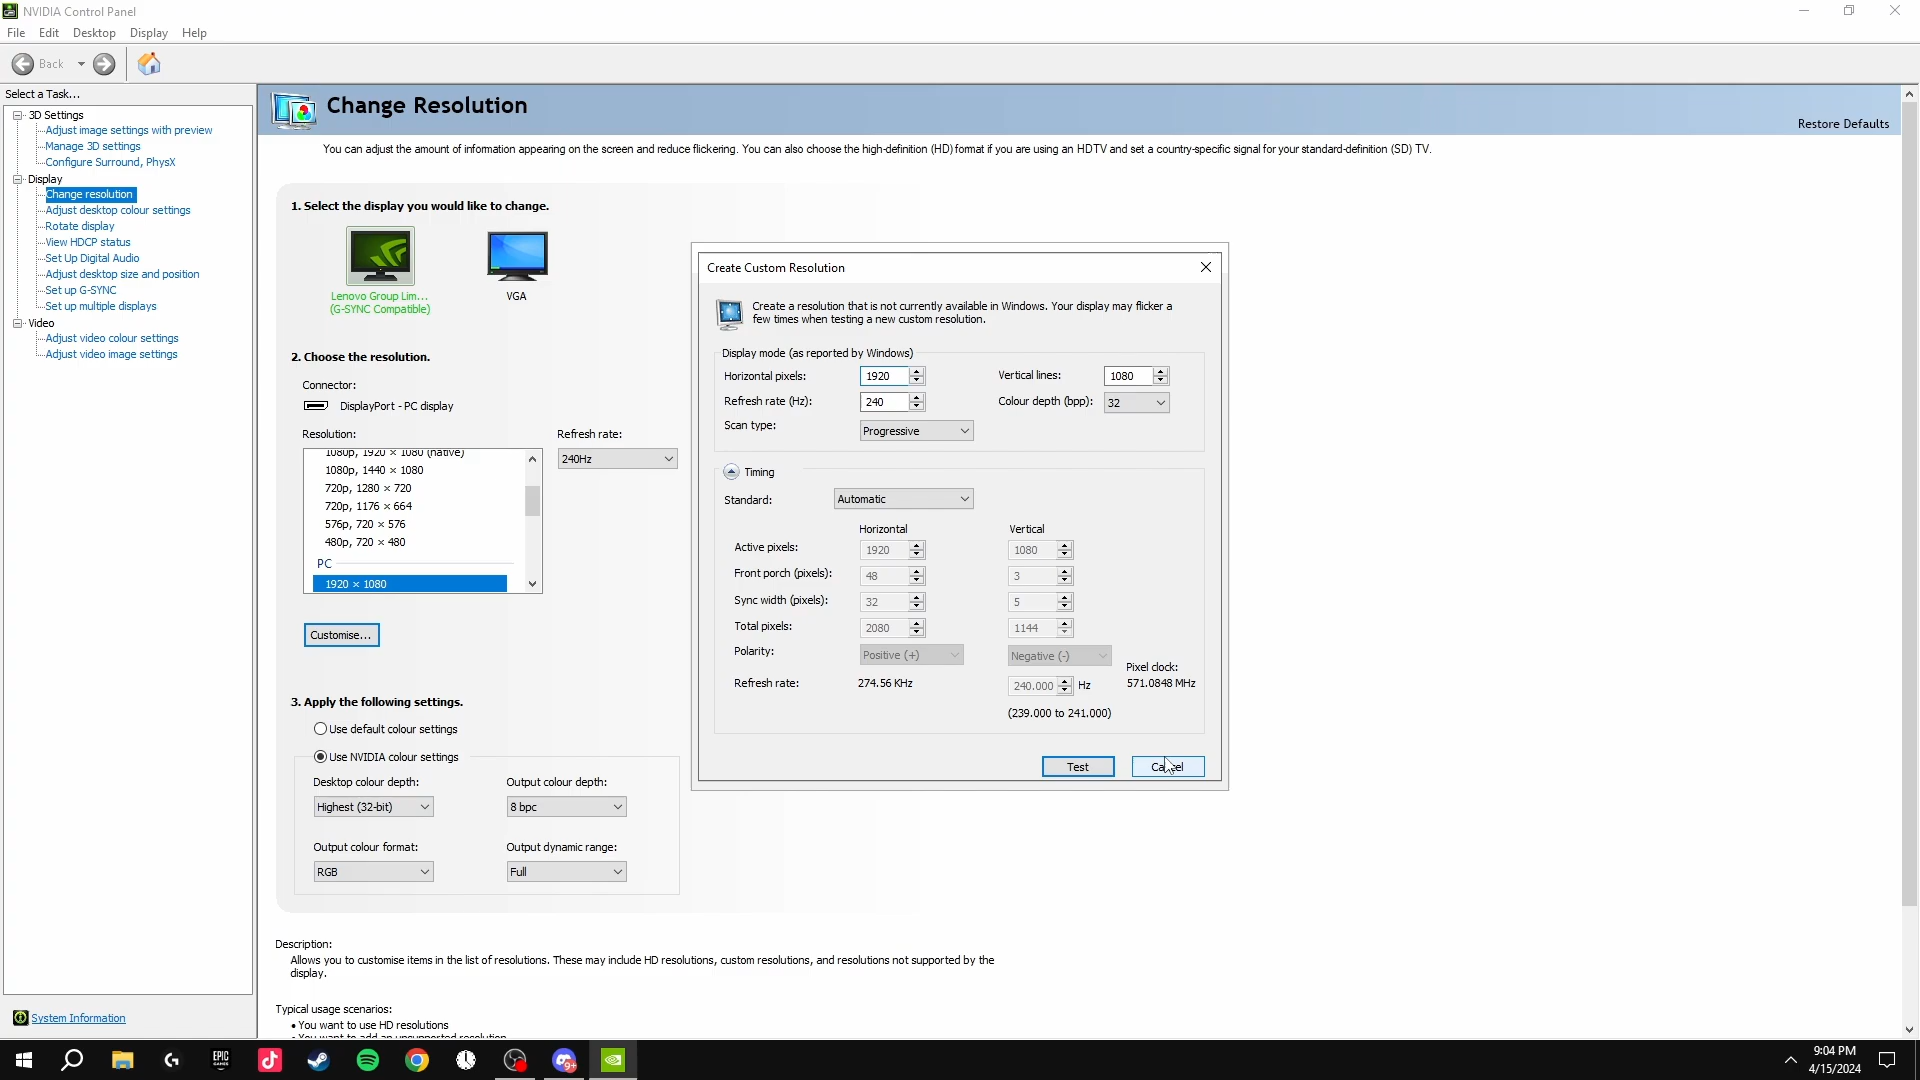 NVIDIA Control Panel
File Edit Desktop Display Help
Back
Select a Task...
3D Settings
Adjust image settings with preview
Manage 3D settings
Configure Surround, PhysX
Display
Change resolution
Adjust desktop colour settings
Rotate display
View HDCP status
Set Up Digital Audio
Adjust desktop size and position
Set up G-SYNC
Set up multiple displays
Video
Adjust video colour settings
Adjust video image settings
System Information
Change Resolution
Restore Defaults
You can adjust the amount of information appearing on the screen and reduce flickering. You can also choose the high-definition (HD) format if you are using an HDTV and set a country-specific signal for your standard-definition (SD) TV.
1. Select the display you would like to change.
Lenovo Group Lim...
(G-SYNC Compatible)
VGA
2. Choose the resolution.
Connector:
DisplayPort - PC display
Resolution:
Refresh rate:
240Hz
1080p, 1920 × 1080 (native)
1080p, 1440 × 1080
720p, 1280 × 720
720p, 1176 × 664
576p, 720 × 576
480p, 720 × 480
PC
1920 × 1080
Customise...
3. Apply the following settings.
Use default colour settings
Use NVIDIA colour settings
Desktop colour depth:
Output colour depth:
Highest (32-bit)
8 bpc
Output colour format:
Output dynamic range:
RGB
Full
Description:
Allows you to customise items in the list of resolutions. These may include HD resolutions, custom resolutions, and resolutions not supported by the
display.
Typical usage scenarios:
• You want to use HD resolutions
• You want to add an unsupported resolution
Create Custom Resolution
Create a resolution that is not currently available in Windows. Your display may flicker a
few times when testing a new custom resolution.
Display mode (as reported by Windows)
Horizontal pixels: 1920 Vertical lines: 1080
Refresh rate (Hz): 240 Colour depth (bpp): 32
Scan type: Progressive
Timing
Standard: Automatic
Horizontal Vertical
Active pixels: 1920 1080
Front porch (pixels): 48 3
Sync width (pixels): 32 5
Total pixels: 2080 1144
Polarity: Positive (+) Negative (-)
Pixel clock:
Refresh rate: 274.56 KHz 240.000 Hz 571.0848 MHz
(239.000 to 241.000)
Test Cancel
EPIC GAMES
9+
9:04 PM
4/15/2024